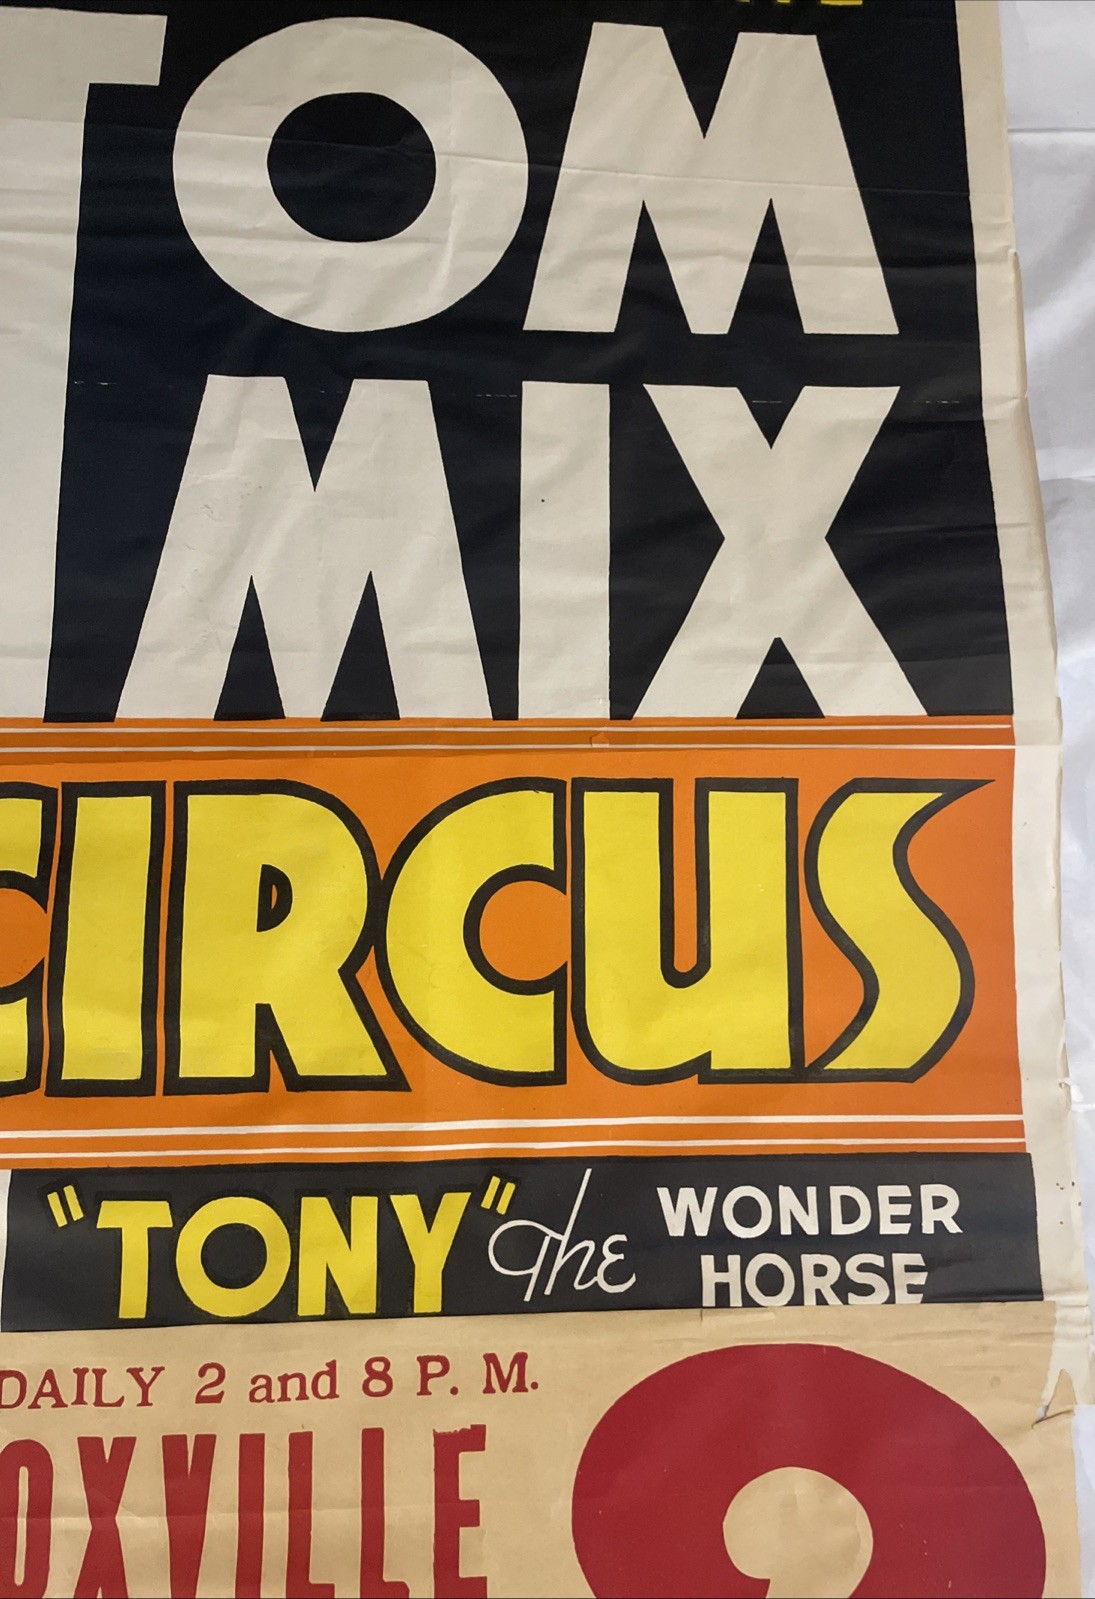 TOM
MIX
CIRCUS
"TONY" the WONDER
HORSE
DAILY 2 and 8 P. M.
OXVILLE 9